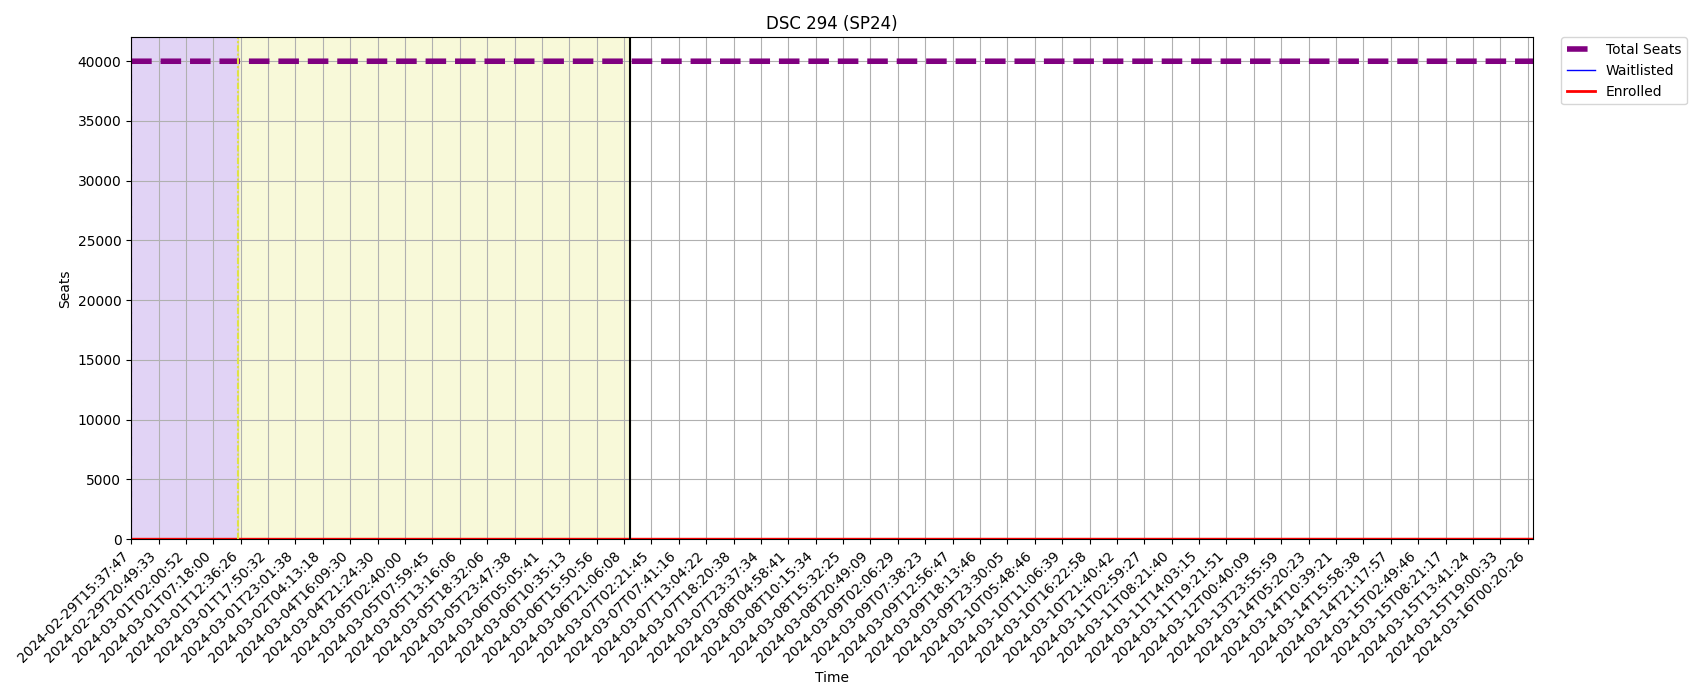 DSC 294 (SP24)
Total Seats
Waitlisted
Enrolled
40000
35000
30000
25000
20000
15000
10000
5000
0
Seats
2024-02-29T15:37:47
2024-02-29T20:49:33
2024-03-01T02:00:52
2024-03-01T07:18:00
2024-03-01T12:36:26
2024-03-01T17:50:32
2024-03-01T23:01:38
2024-03-02T04:13:18
2024-03-04T16:09:30
2024-03-04T21:24:30
2024-03-05T02:40:00
2024-03-05T07:59:45
2024-03-05T13:16:06
2024-03-05T18:32:06
2024-03-05T23:47:38
2024-03-06T05:05:41
2024-03-06T10:35:13
2024-03-06T15:50:56
2024-03-06T21:06:08
2024-03-07T02:21:45
2024-03-07T07:41:16
2024-03-07T13:04:22
2024-03-07T18:20:38
2024-03-07T23:37:34
2024-03-08T04:58:41
2024-03-08T10:15:34
2024-03-08T15:32:25
2024-03-08T20:49:09
2024-03-09T02:06:29
2024-03-09T07:38:23
2024-03-09T12:56:47
2024-03-09T18:13:46
2024-03-09T23:30:05
2024-03-10T05:48:46
2024-03-10T11:06:39
2024-03-10T16:22:58
2024-03-10T21:40:42
2024-03-11T02:59:27
2024-03-11T08:21:40
2024-03-11T14:03:15
2024-03-11T19:21:51
2024-03-12T00:40:09
2024-03-13T23:55:59
2024-03-14T05:20:23
2024-03-14T10:39:21
2024-03-14T15:58:38
2024-03-14T21:17:57
2024-03-15T02:49:46
2024-03-15T08:21:17
2024-03-15T13:41:24
2024-03-15T19:00:33
2024-03-16T00:20:26
Time